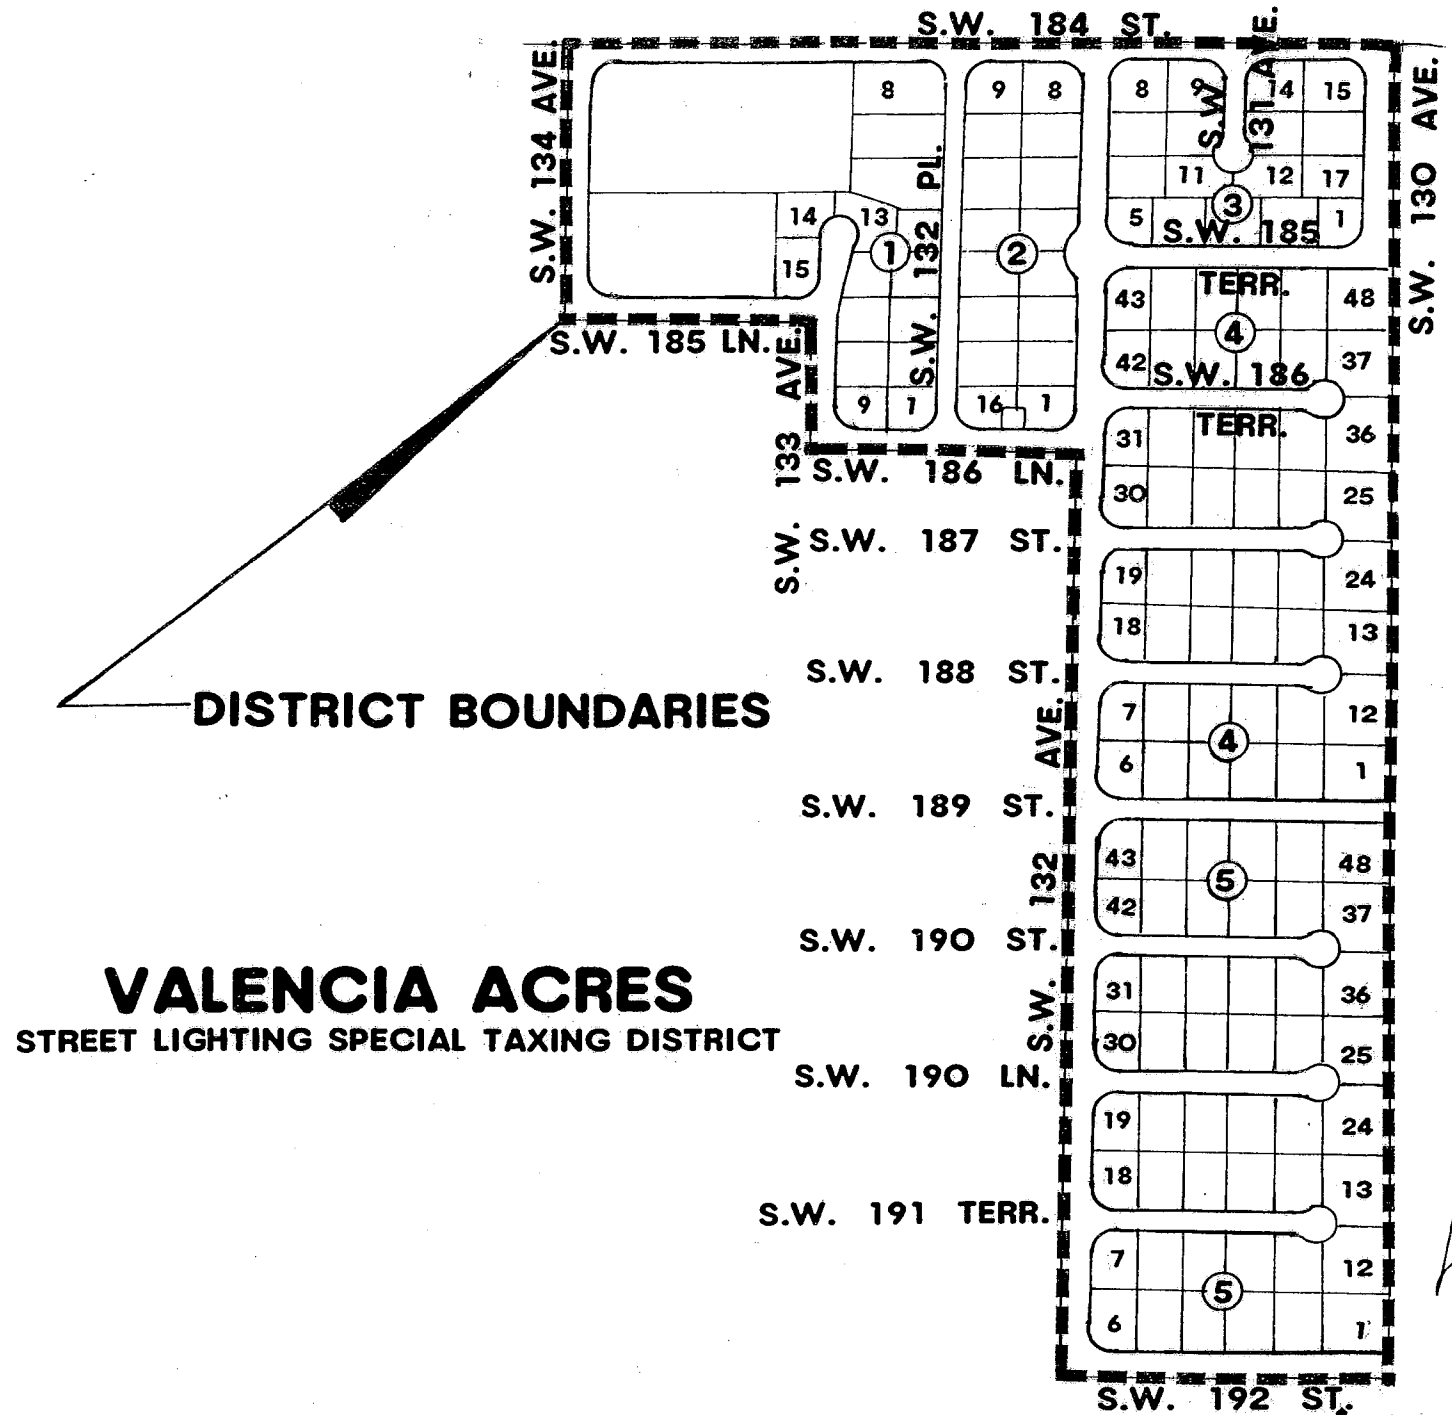 S.W. 184 ST.
S.W. 134 AVE.
S.W. 131 AVE.
S.W. 130 AVE.
8
9 8
8 9 14 15
11 12 17
14 13
15
1
2
3
5 1
S.W. 132 PL.
S.W. 185
TERR.
43 48
4
42 37
S.W. 186
TERR.
S.W. 185 LN.
S.W. 133 AVE.
9 1
16 1
31 36
30 25
S.W. 186 LN.
S.W. 187 ST.
19 24
18 13
S.W. 188 ST.
DISTRICT BOUNDARIES
7 12
4
6 1
S.W. 132 AVE.
S.W. 189 ST.
43 48
5
42 37
S.W. 190 ST.
VALENCIA ACRES
STREET LIGHTING SPECIAL TAXING DISTRICT
31 36
30 25
S.W. 190 LN.
19 24
18 13
S.W. 191 TERR.
7 12
5
6 1
S.W. 192 ST.